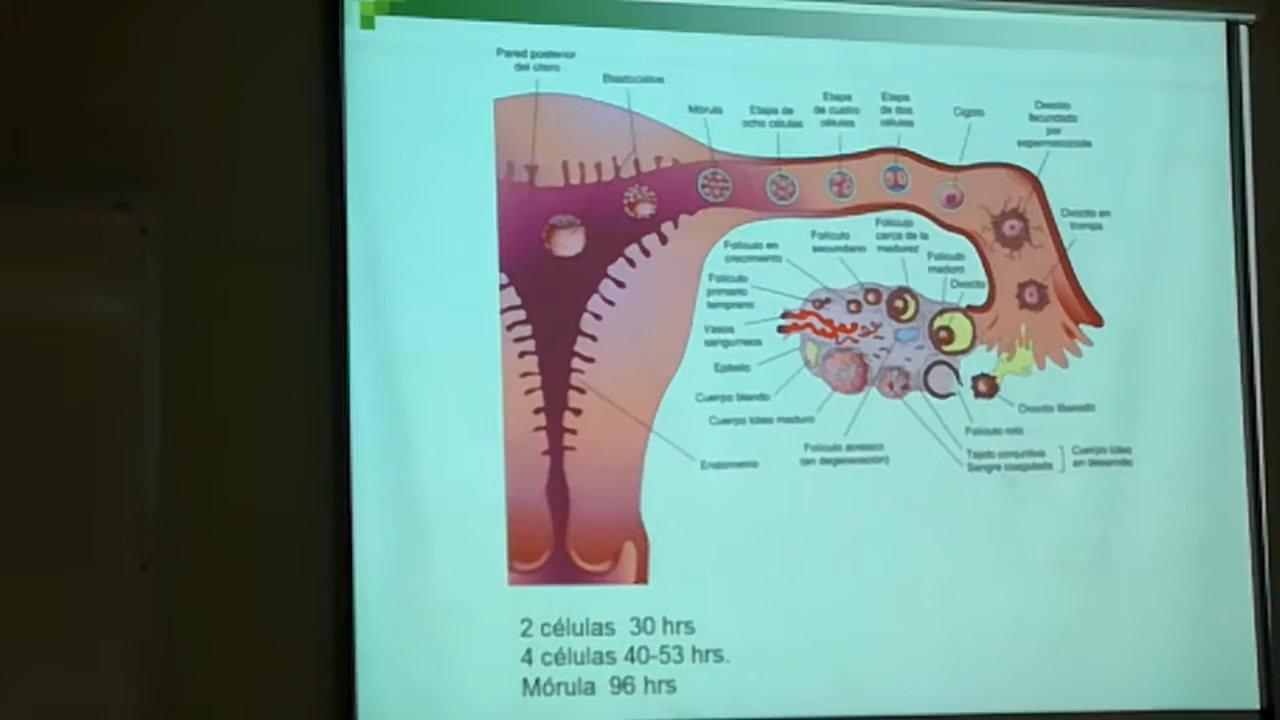 Pared posterior
del útero
Blastocistos
Mórula
Etapa de
ocho células
Etapa
de cuatro
células
Etapa
de dos
células
Cigoto
Ovocito
fecundado
por
espermatozoide
Ovocito en
trompa
Folículo en
crecimiento
Folículo
secundario
Folículo
cerca de la
madurez
Folículo
maduro
Ovocito
Folículo
primario
temprano
Vasos
sanguíneos
Epitelio
Cuerpo blando
Cuerpo lúteo maduro
Folículo atrésico
(en degeneración)
Endometrio
Ovocito liberado
Folículo roto
Tejido conjuntivo
Sangre coagulada
Cuerpo lúteo
en desarrollo
2 células 30 hrs
4 células 40-53 hrs.
Mórula 96 hrs